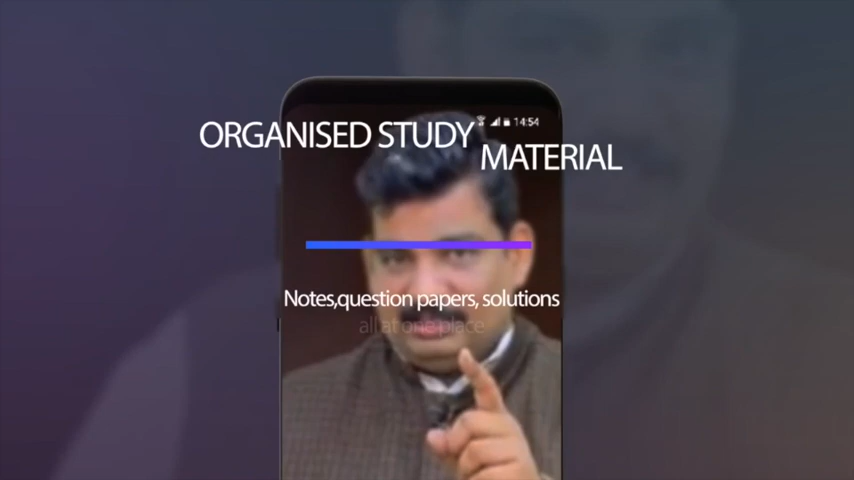 14:54
ORGANISED STUDY
MATERIAL
Notes,question papers, solutions
all at one place